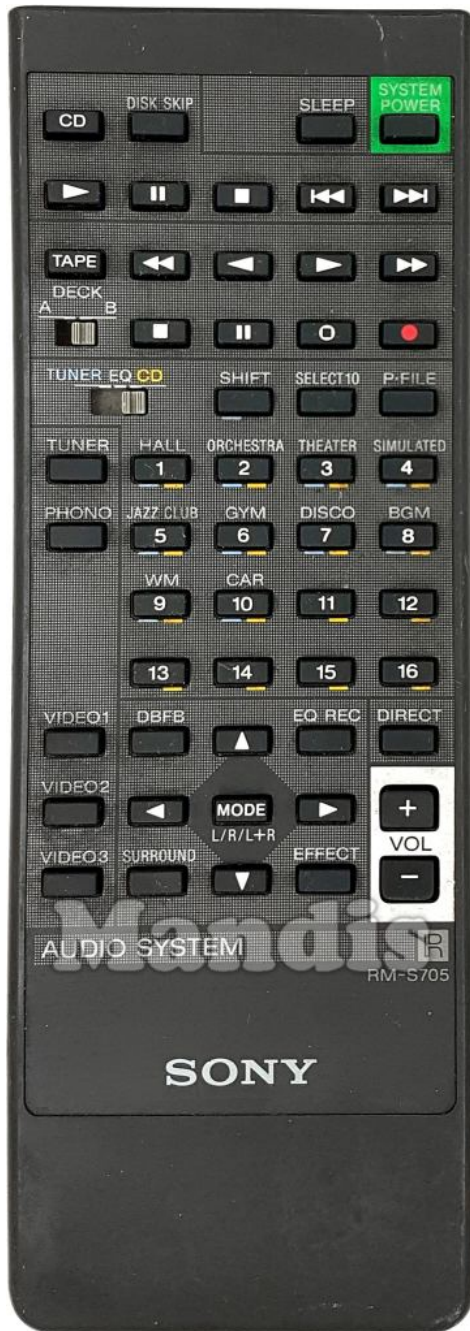 SYSTEM
DISK SKIP SLEEP POWER
CD
TAPE
DECK
A B
TUNER EQ CD SHIFT SELECT10 P·FILE
TUNER HALL ORCHESTRA THEATER SIMULATED
1 2 3 4
PHONO JAZZ CLUB GYM DISCO BGM
5 6 7 8
WM CAR
9 10 11 12
13 14 15 16
VIDEO1 DBFB EQ REC DIRECT
VIDEO2
MODE +
L/R/L+R VOL
VIDEO3 SURROUND EFFECT
−
Mandis
AUDIO SYSTEM R
RM-S705
SONY